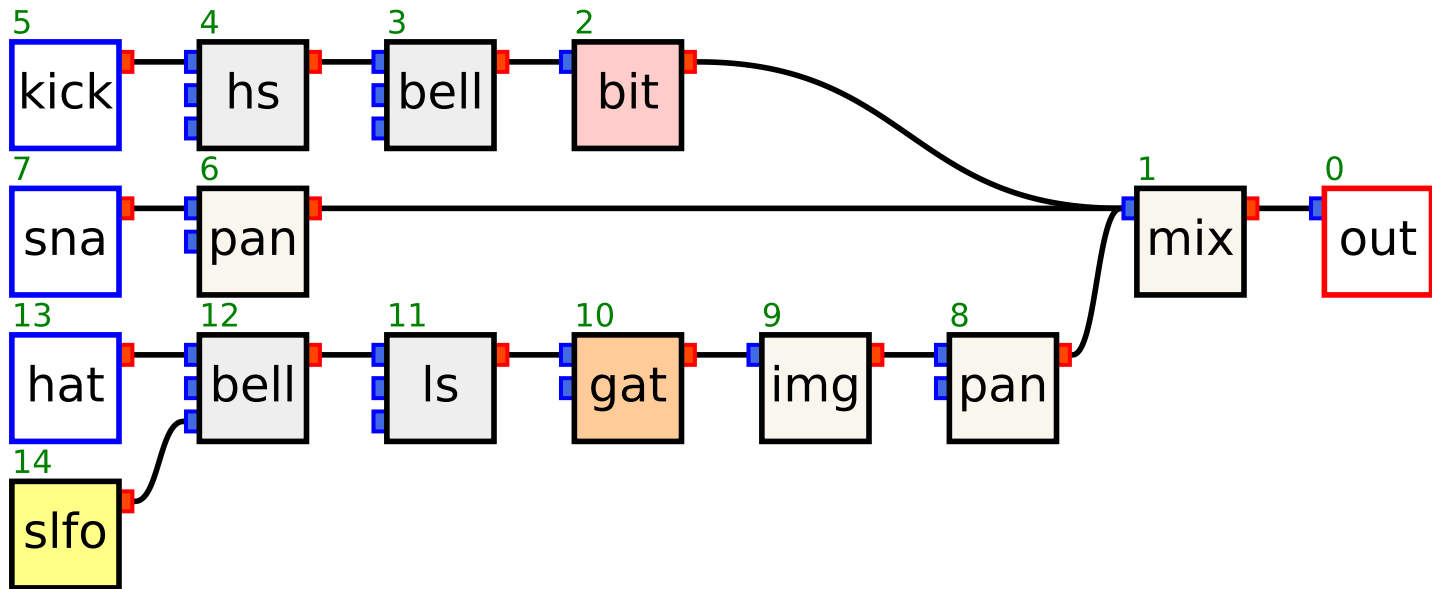 5 4 3 2
kick hs bell bit
7 6 1 0
sna pan mix out
13 12 11 10 9 8
hat bell ls gat img pan
14
slfo